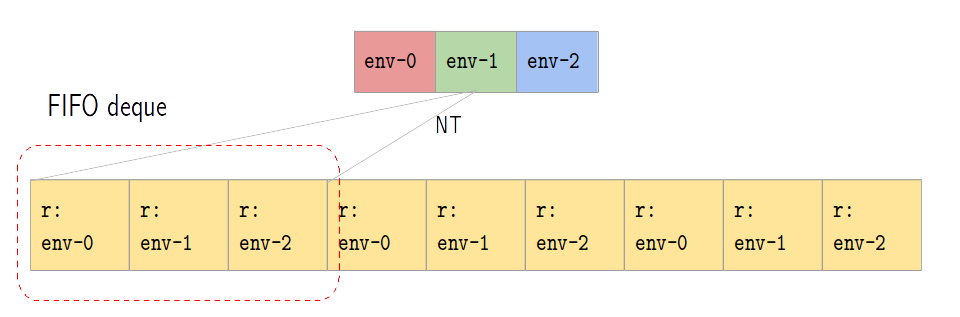 env-0 env-1 env-2
FIFO deque
NT
r: r: r: r: r: r: r: r: r:
env-0 env-1 env-2 env-0 env-1 env-2 env-0 env-1 env-2